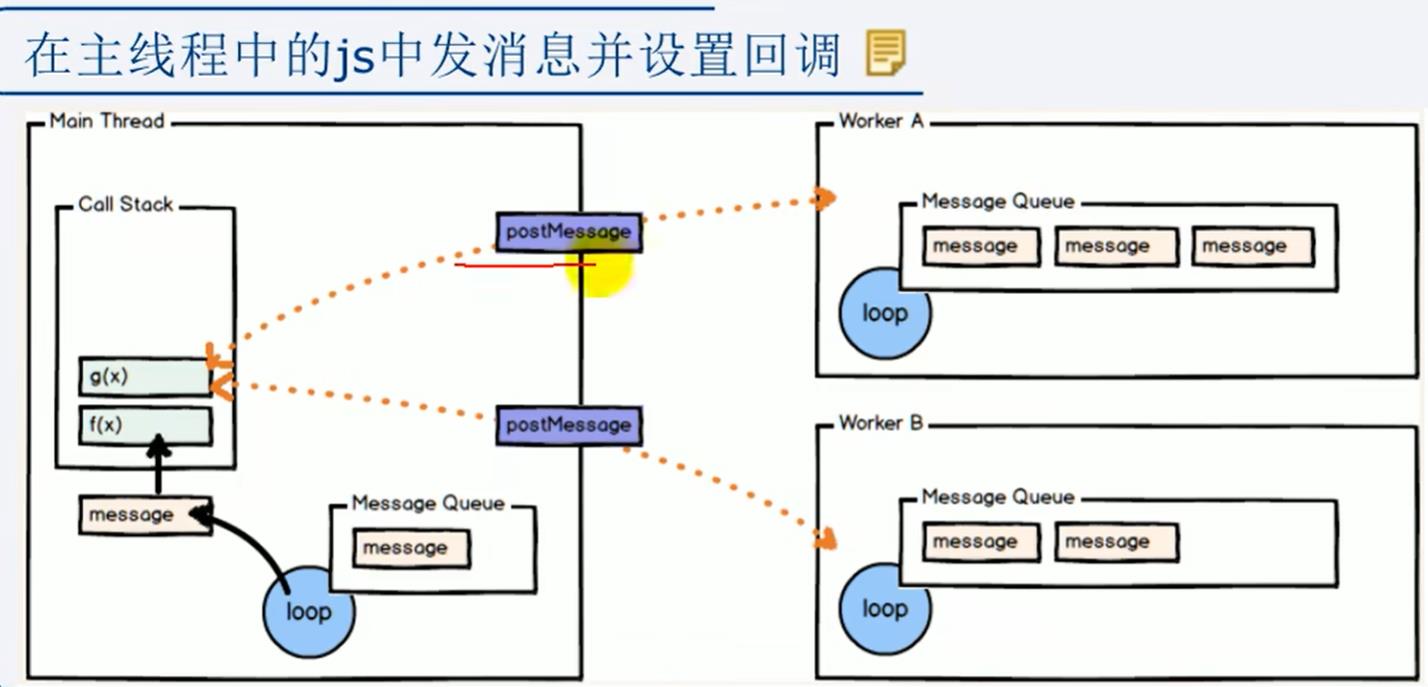 在主线程中的js中发消息并设置回调
Main Thread
Call Stack
g(x)
f(x)
message
loop
Message Queue
message
postMessage
postMessage
Worker A
Message Queue
message message message
loop
Worker B
Message Queue
message message
loop